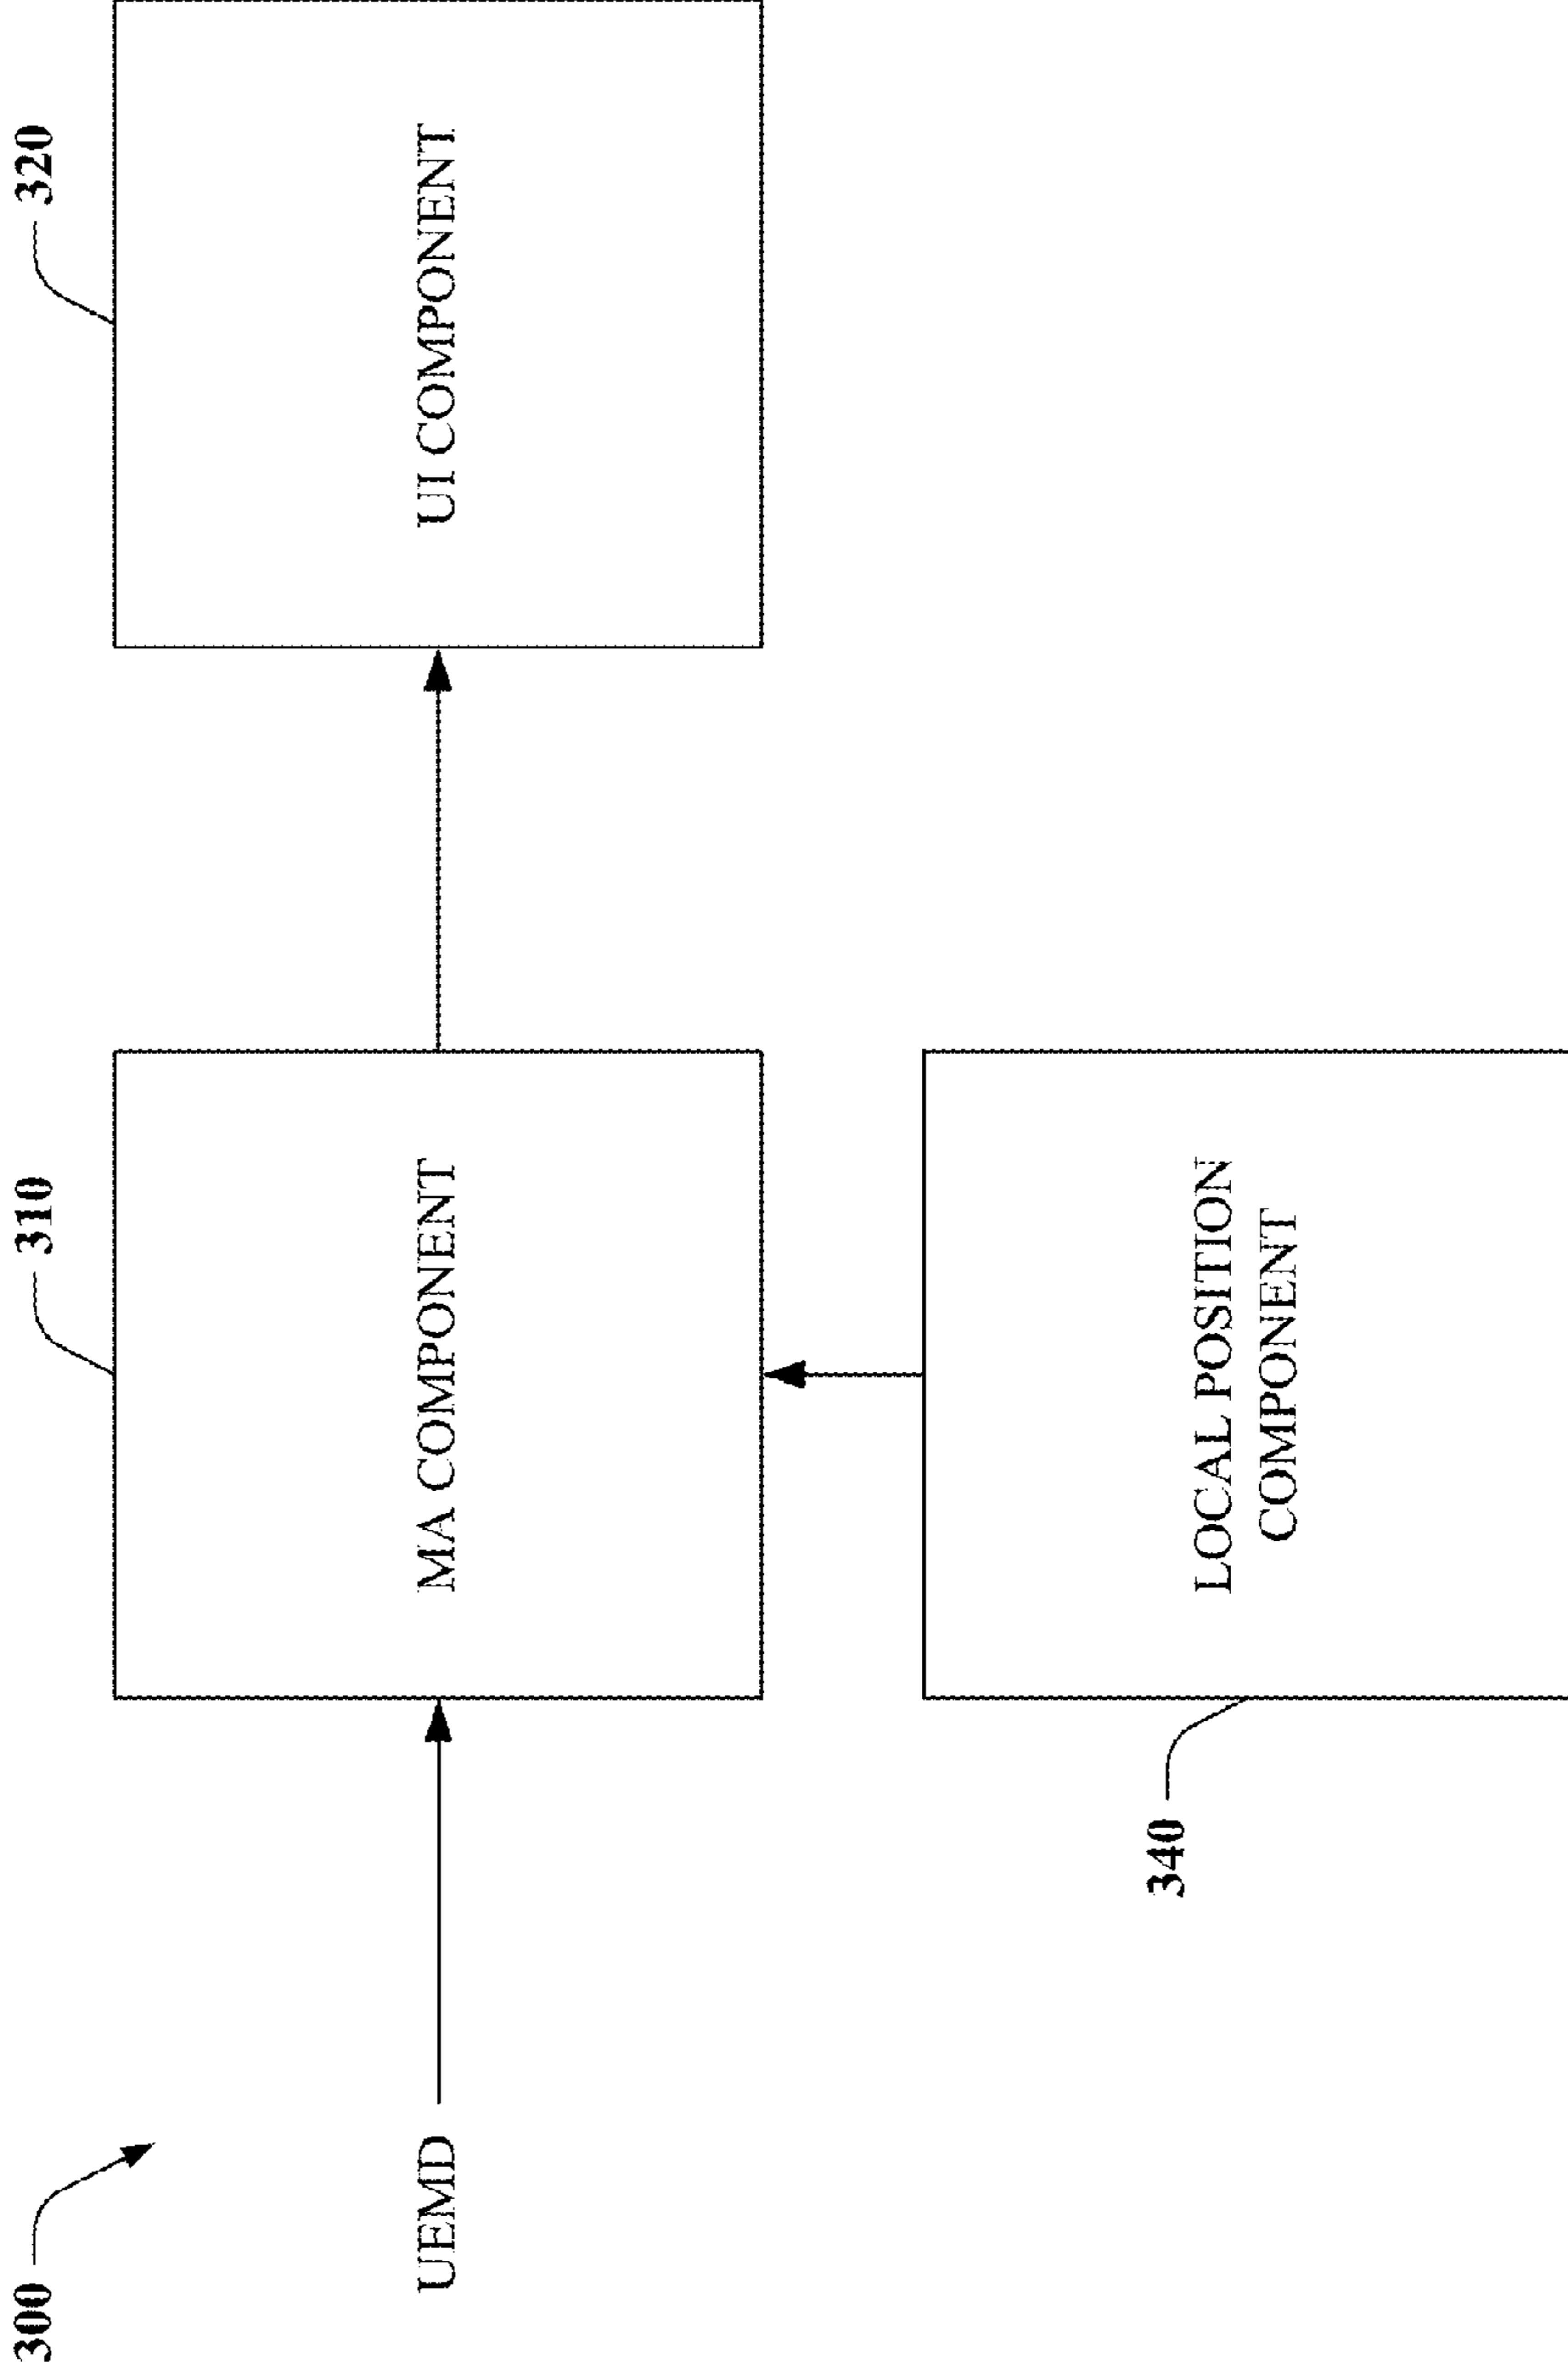 300
310
320
UEMD
MA COMPONENT
UI COMPONENT
340
LOCAL POSITION
COMPONENT